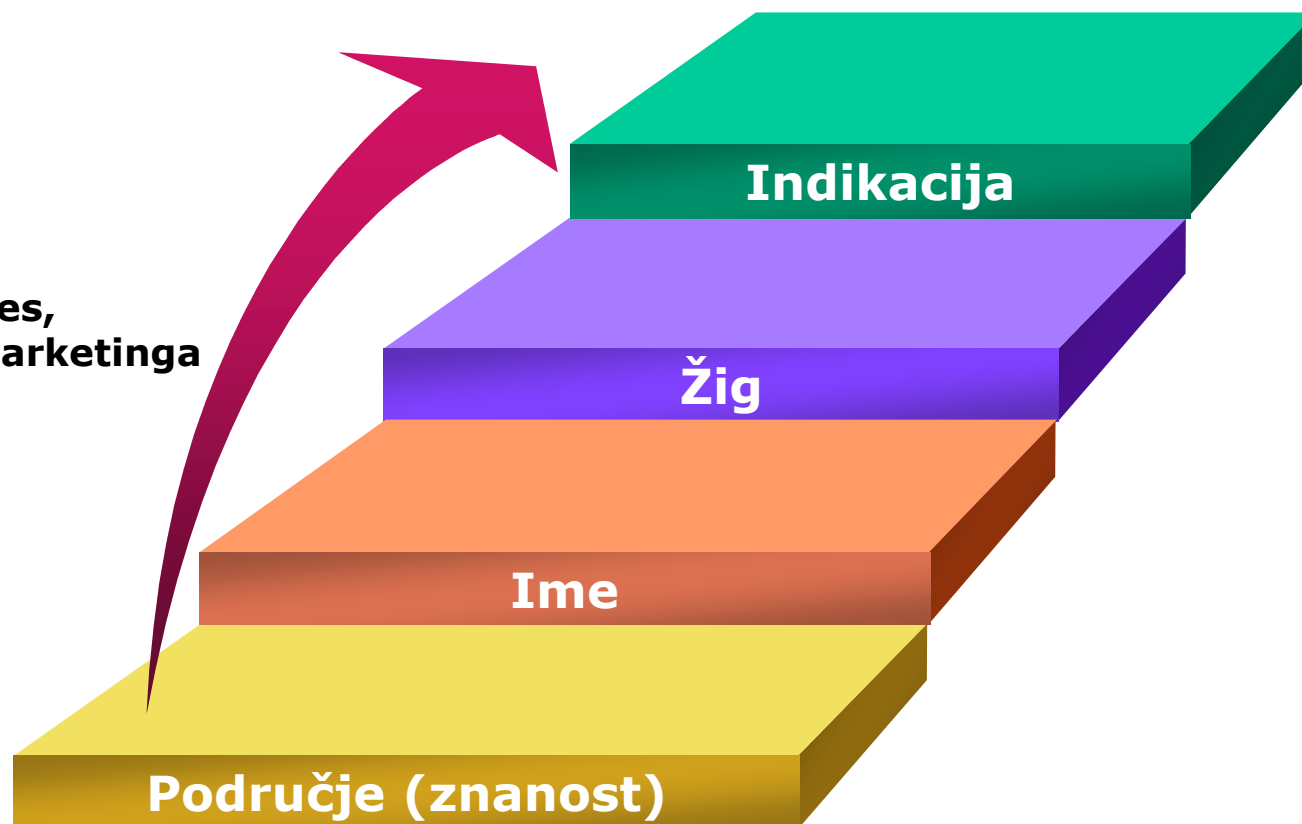 Indikacija
es,
arketinga
Žig
Ime
Područje (znanost)